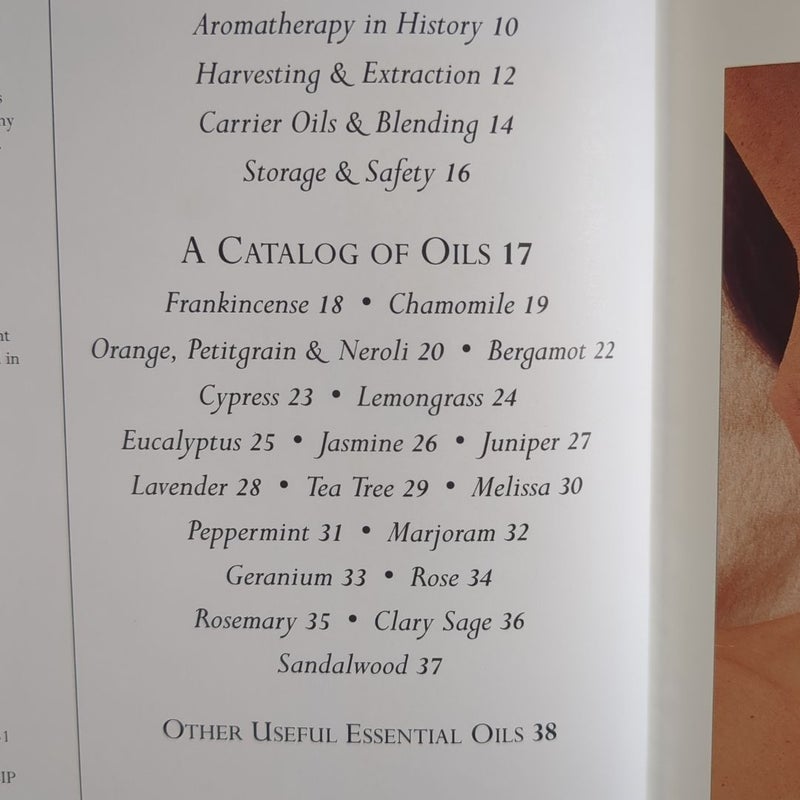 Aromatherapy in History 10
Harvesting & Extraction 12
Carrier Oils & Blending 14
Storage & Safety 16
A CATALOG OF OILS 17
Frankincense 18 • Chamomile 19
Orange, Petitgrain & Neroli 20 • Bergamot 22
Cypress 23 • Lemongrass 24
Eucalyptus 25 • Jasmine 26 • Juniper 27
Lavender 28 • Tea Tree 29 • Melissa 30
Peppermint 31 • Marjoram 32
Geranium 33 • Rose 34
Rosemary 35 • Clary Sage 36
Sandalwood 37
OTHER USEFUL ESSENTIAL OILS 38
in